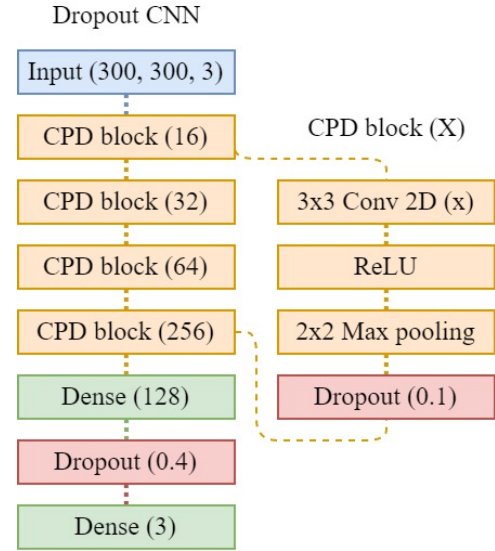 Dropout CNN
Input (300, 300, 3)
CPD block (16)
CPD block (32)
CPD block (64)
CPD block (256)
Dense (128)
Dropout (0.4)
Dense (3)
CPD block (X)
3x3 Conv 2D (x)
ReLU
2x2 Max pooling
Dropout (0.1)